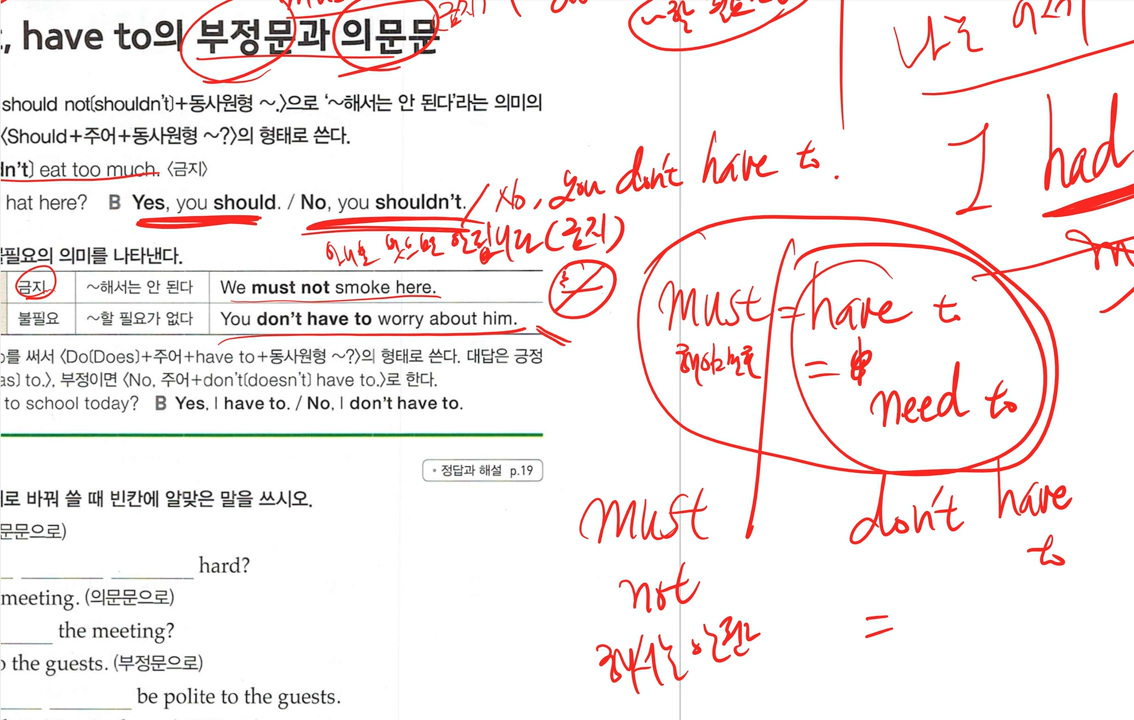 , have to의 부정문과 의문문
나는 어제
should not(shouldn't)+동사원형 ~.〉으로 '~해서는 안 된다'라는 의미의
〈Should+주어+동사원형 ~?〉의 형태로 쓴다.
I had
No, you don't have to.
n't) eat too much. 〈금지〉
hat here? B Yes, you should. / No, you shouldn't.
(금지)
불필요의 의미를 나타낸다.
금지 ~해서는 안 된다 We must not smoke here.
불필요 ~할 필요가 없다 You don't have to worry about him.
must = have to
해야만
= need to
를 써서 〈Do(Does)+주어+have to+동사원형 ~?〉의 형태로 쓴다. 대답은 긍정
as) to.〉, 부정이면 〈No, 주어+don't(doesn't) have to.〉로 한다.
to school today? B Yes, I have to. / No, I don't have to.
• 정답과 해설 p.19
로 바꿔 쓸 때 빈칸에 알맞은 말을 쓰시오.
must don't have to
문문으로)
hard?
not
meeting. (의문문으로)
the meeting? =
해서는 안된다
the guests. (부정문으로)
be polite to the guests.